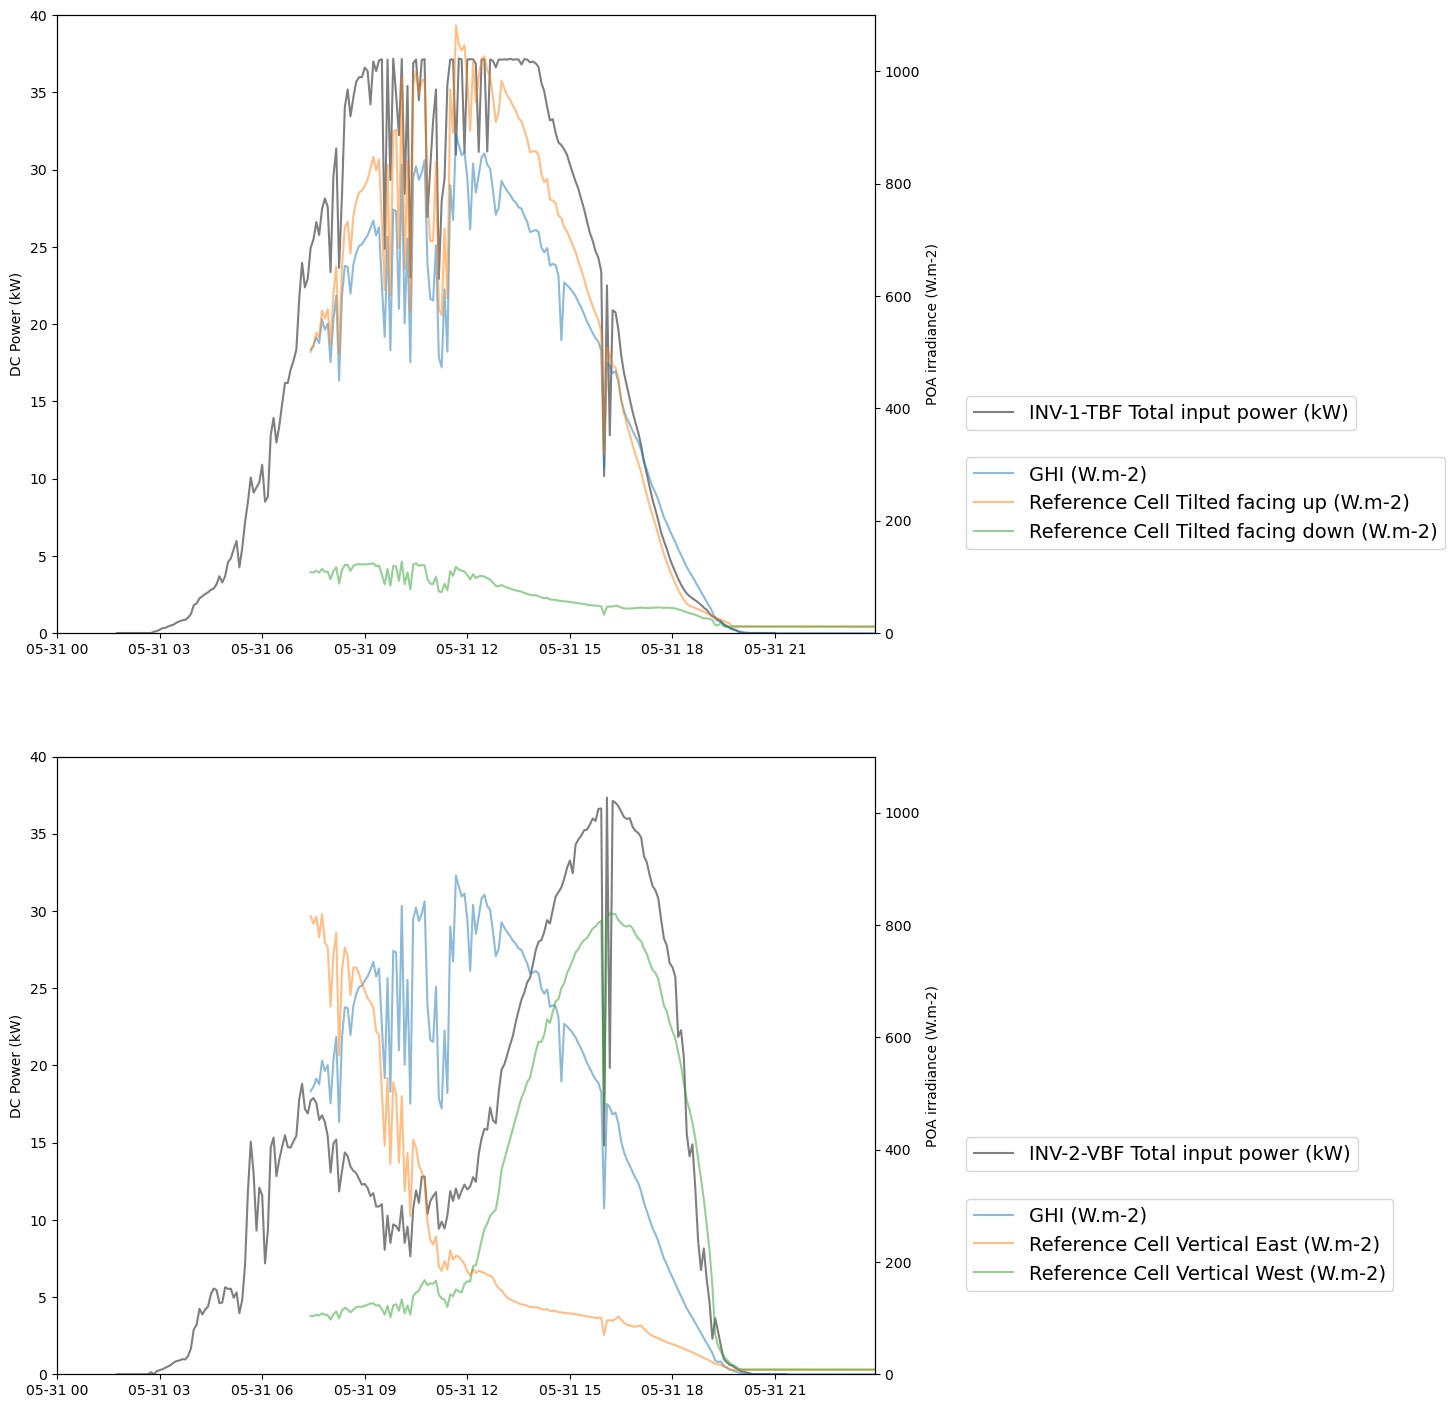 40
35
30
25
20
15
10
5
0
DC Power (kW)
1000
800
600
400
200
0
POA irradiance (W.m-2)
05-31 00 05-31 03 05-31 06 05-31 09 05-31 12 05-31 15 05-31 18 05-31 21
INV-1-TBF Total input power (kW)
GHI (W.m-2)
Reference Cell Tilted facing up (W.m-2)
Reference Cell Tilted facing down (W.m-2)
40
35
30
25
20
15
10
5
0
DC Power (kW)
1000
800
600
400
200
0
POA irradiance (W.m-2)
05-31 00 05-31 03 05-31 06 05-31 09 05-31 12 05-31 15 05-31 18 05-31 21
INV-2-VBF Total input power (kW)
GHI (W.m-2)
Reference Cell Vertical East (W.m-2)
Reference Cell Vertical West (W.m-2)